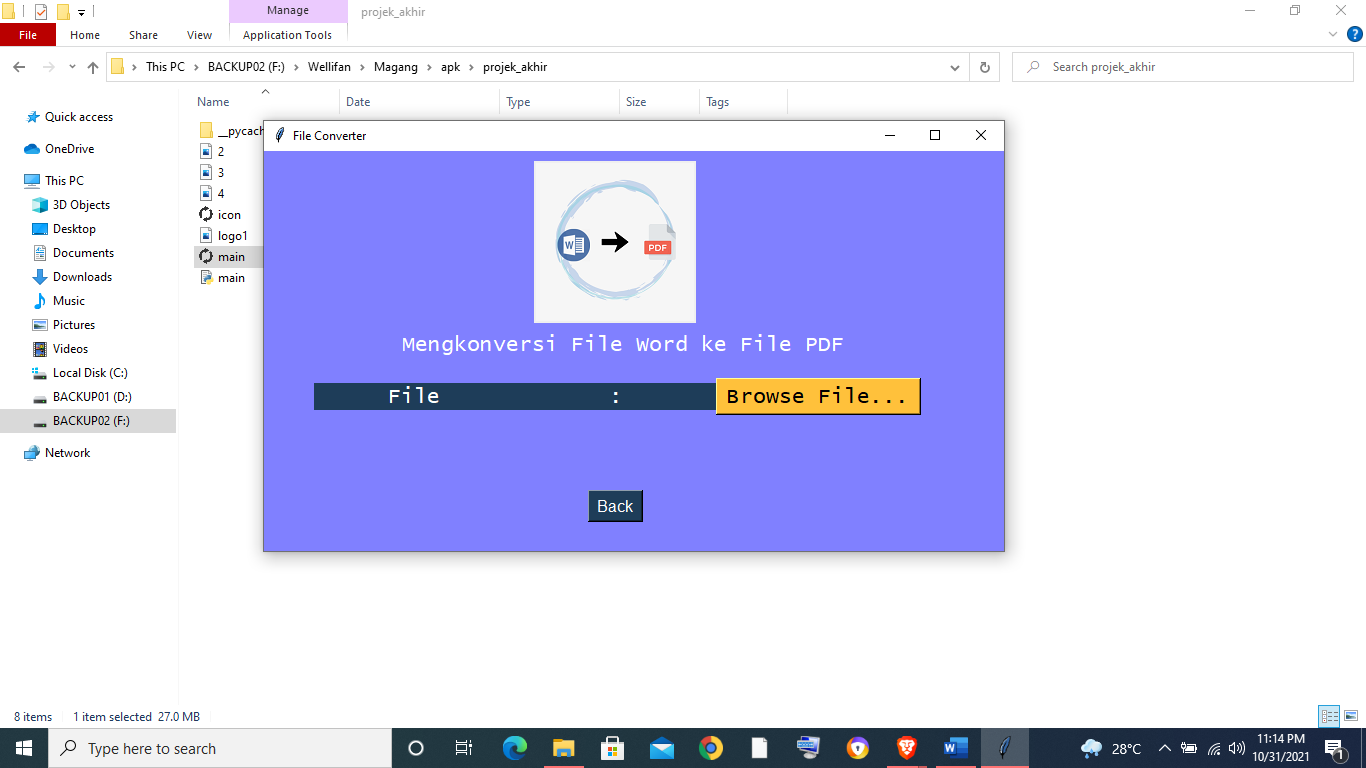 Manage
projek_akhir
File
Home
Share
View
Application Tools
This PC
BACKUP02 (F:)
Wellifan
Magang
apk
projek_akhir
Search projek_akhir
Name
Date
Type
Size
Tags
Quick access
OneDrive
This PC
3D Objects
Desktop
Documents
Downloads
Music
Pictures
Videos
Local Disk (C:)
BACKUP01 (D:)
BACKUP02 (F:)
Network
2
3
4
icon
logo1
main
main
File Converter
W
PDF
Mengkonversi File Word ke File PDF
File : Browse File...
Back
8 items
1 item selected 27.0 MB
Type here to search
28°C
11:14 PM
10/31/2021
1